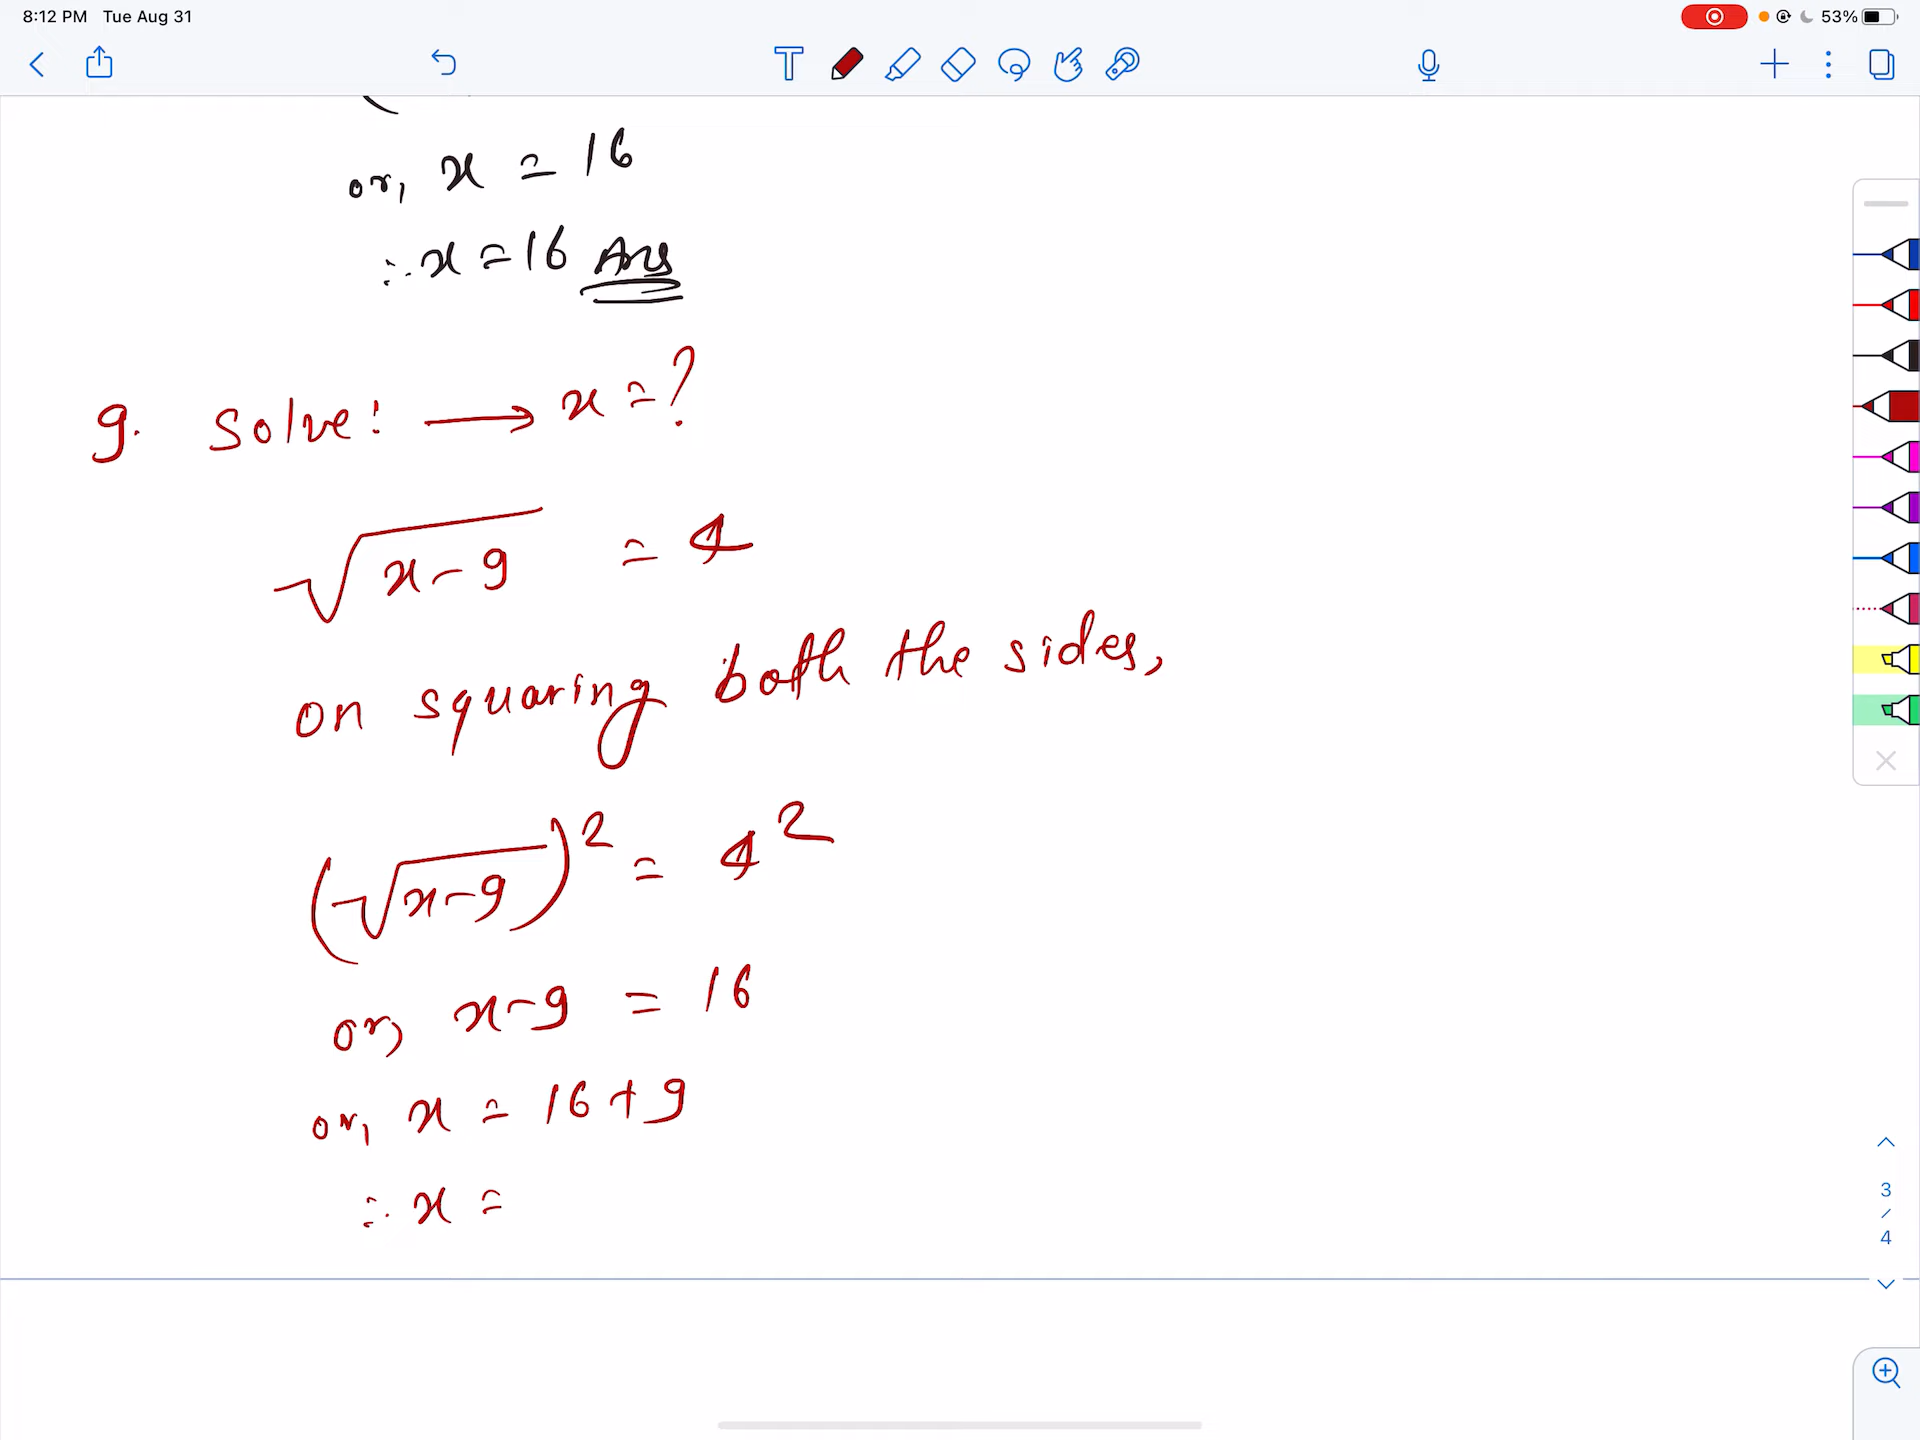 8:12 PM Tue Aug 31
53%
T
or, x = 16
∴ x = 16 Ans
g. Solve: → x = ?
√(x-9) = 4
on squaring both the sides,
(√(x-9))² = 4²
or, x-9 = 16
or, x = 16 + 9
∴ x =
3
/
4